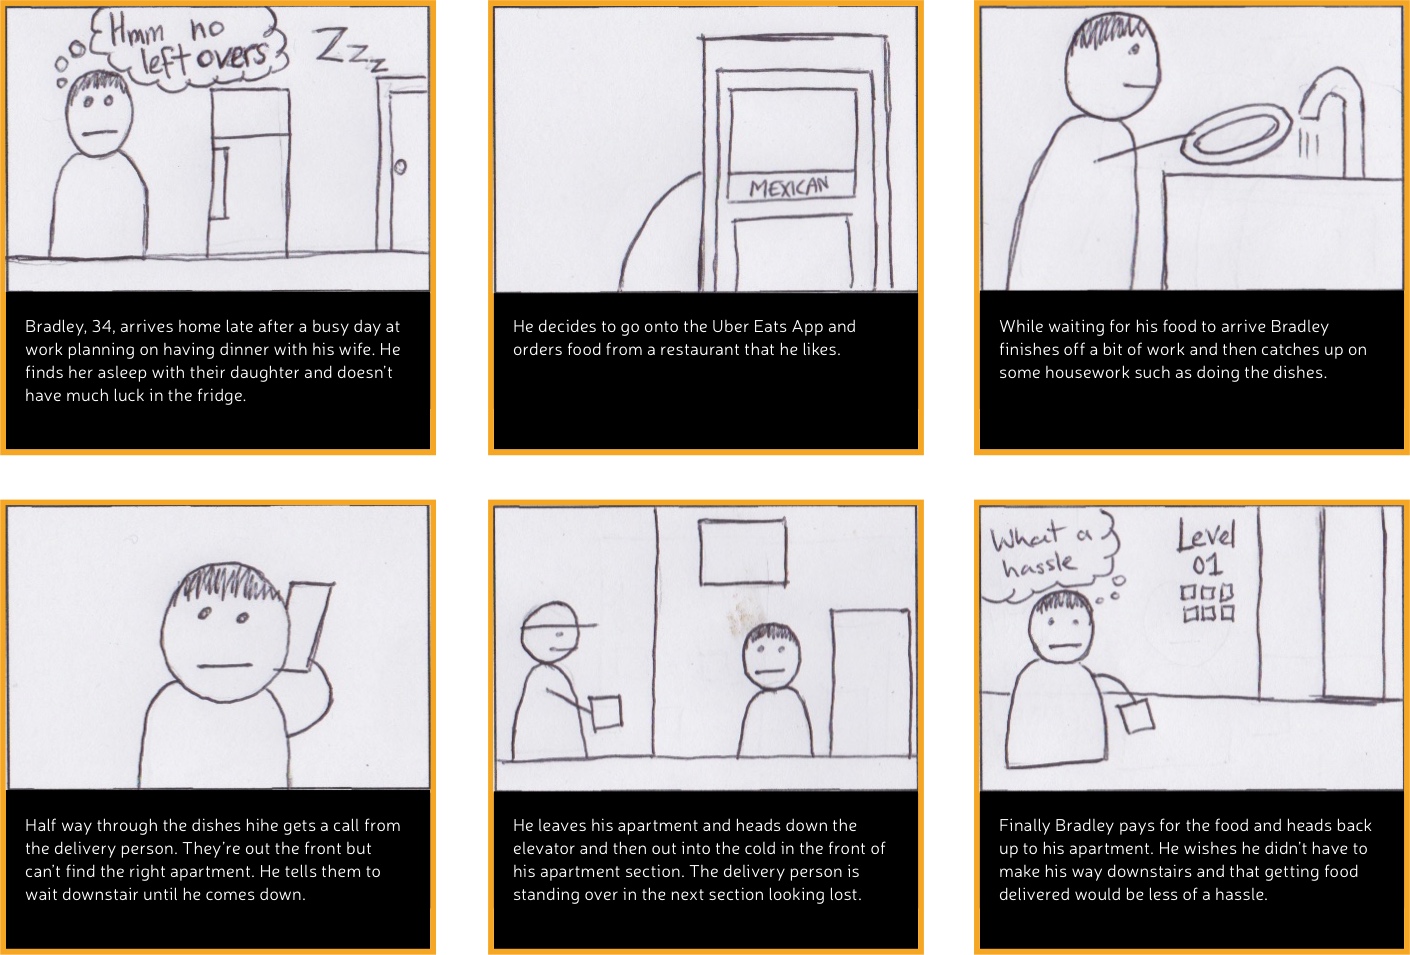 Hmm no
left overs
Zzz
Bradley, 34, arrives home late after a busy day at
work planning on having dinner with his wife. He
finds her asleep with their daughter and doesn't
have much luck in the fridge.
MEXICAN
He decides to go onto the Uber Eats App and
orders food from a restaurant that he likes.
While waiting for his food to arrive Bradley
finishes off a bit of work and then catches up on
some housework such as doing the dishes.
Half way through the dishes hihe gets a call from
the delivery person. They're out the front but
can't find the right apartment. He tells them to
wait downstair until he comes down.
He leaves his apartment and heads down the
elevator and then out into the cold in the front of
his apartment section. The delivery person is
standing over in the next section looking lost.
What a
hassle
Level
01
Finally Bradley pays for the food and heads back
up to his apartment. He wishes he didn't have to
make his way downstairs and that getting food
delivered would be less of a hassle.